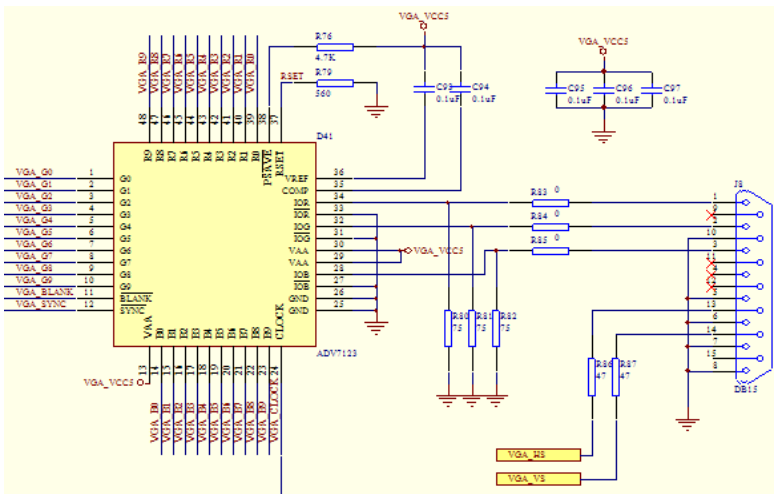 VGA_VCC5
R76
4.7K
R79
560
RSET
C93
0.1uF
C94
0.1uF
VGA_VCC5
C95
0.1uF
C96
0.1uF
C97
0.1uF
VGA_R9
VGA_R8
VGA_R7
VGA_R6
VGA_R5
VGA_R4
VGA_R3
VGA_R2
VGA_R1
VGA_R0
48 47 46 45 44 43 42 41 40 39 38 37
D41
R9 R8 R7 R6 R5 R4 R3 R2 R1 R0 PSAVE RSET
VGA_G0 1 G0
VGA_G1 2 G1
VGA_G2 3 G2
VGA_G3 4 G3
VGA_G4 5 G4
VGA_G5 6 G5
VGA_G6 7 G6
VGA_G7 8 G7
VGA_G8 9 G8
VGA_G9 10 G9
VGA_BLANK 11 BLANK
VGA_SYNC 12 SYNC
VREF 36
COMP 35
IOR 34
IOR 33
IOG 32
IOG 31
VAA 30
VAA 29
IOB 28
IOB 27
GND 26
GND 25
VGA_VCC5
VAA B0 B1 B2 B3 B4 B5 B6 B7 B8 B9 CLOCK
ADV7123
13 14 15 16 17 18 19 20 21 22 23 24
VGA_VCC5
VGA_B0
VGA_B1
VGA_B2
VGA_B3
VGA_B4
VGA_B5
VGA_B6
VGA_B7
VGA_B8
VGA_B9
VGA_CLOCK
R83 0
R84 0
R85 0
R80
75
R81
75
R82
75
R86
47
R87
47
J8
1
9
2
10
3
11
4
12
5
13
6
14
7
15
8
DB15
VGA_HS
VGA_VS